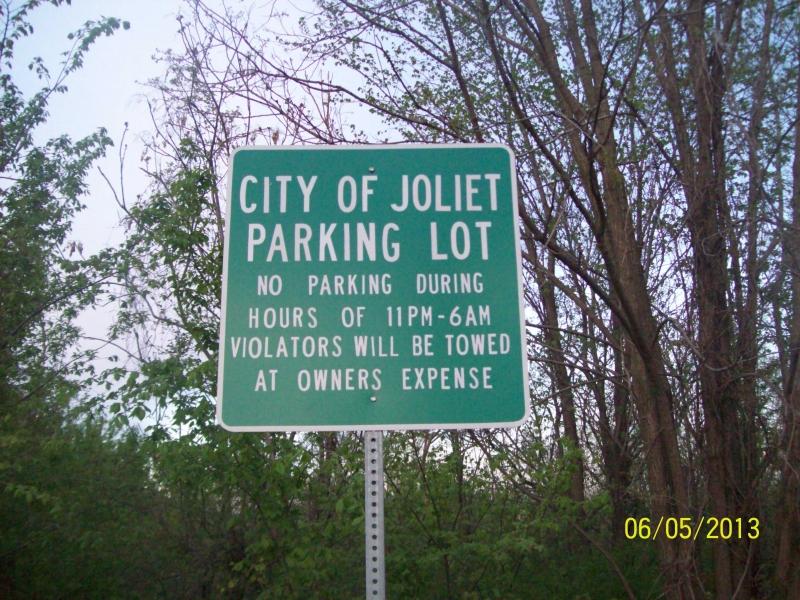 CITY OF JOLIET
PARKING LOT
NO PARKING DURING
HOURS OF 11PM-6AM
VIOLATORS WILL BE TOWED
AT OWNERS EXPENSE
06/05/2013